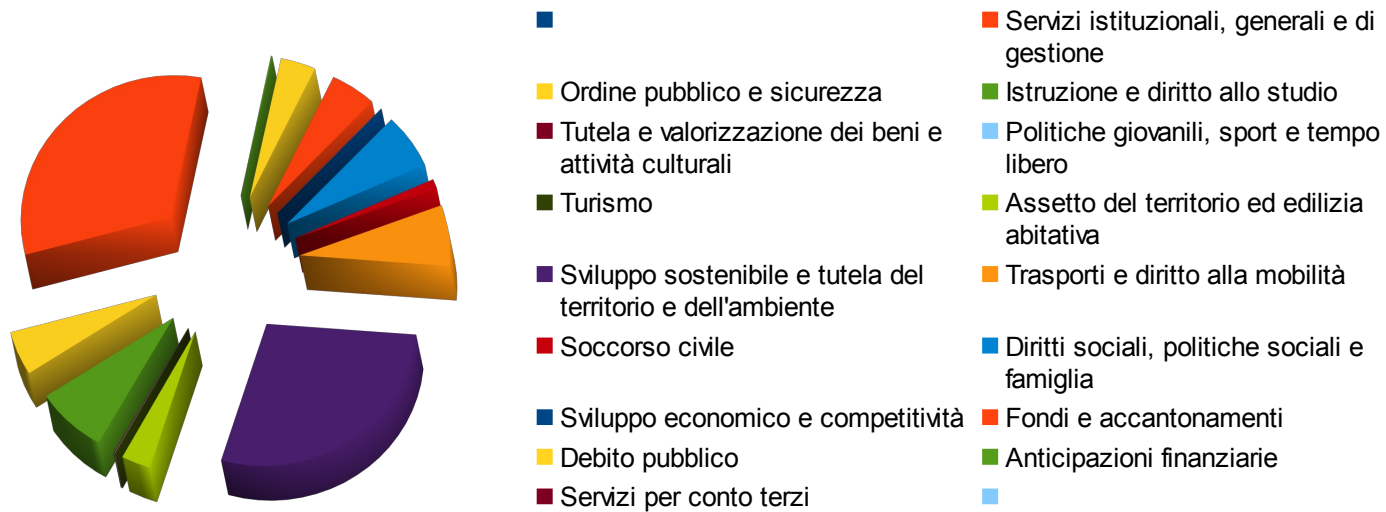 Servizi istituzionali, generali e di
gestione
Ordine pubblico e sicurezza
Istruzione e diritto allo studio
Tutela e valorizzazione dei beni e
attività culturali
Politiche giovanili, sport e tempo
libero
Turismo
Assetto del territorio ed edilizia
abitativa
Sviluppo sostenibile e tutela del
territorio e dell'ambiente
Trasporti e diritto alla mobilità
Soccorso civile
Diritti sociali, politiche sociali e
famiglia
Sviluppo economico e competitività
Fondi e accantonamenti
Debito pubblico
Anticipazioni finanziarie
Servizi per conto terzi